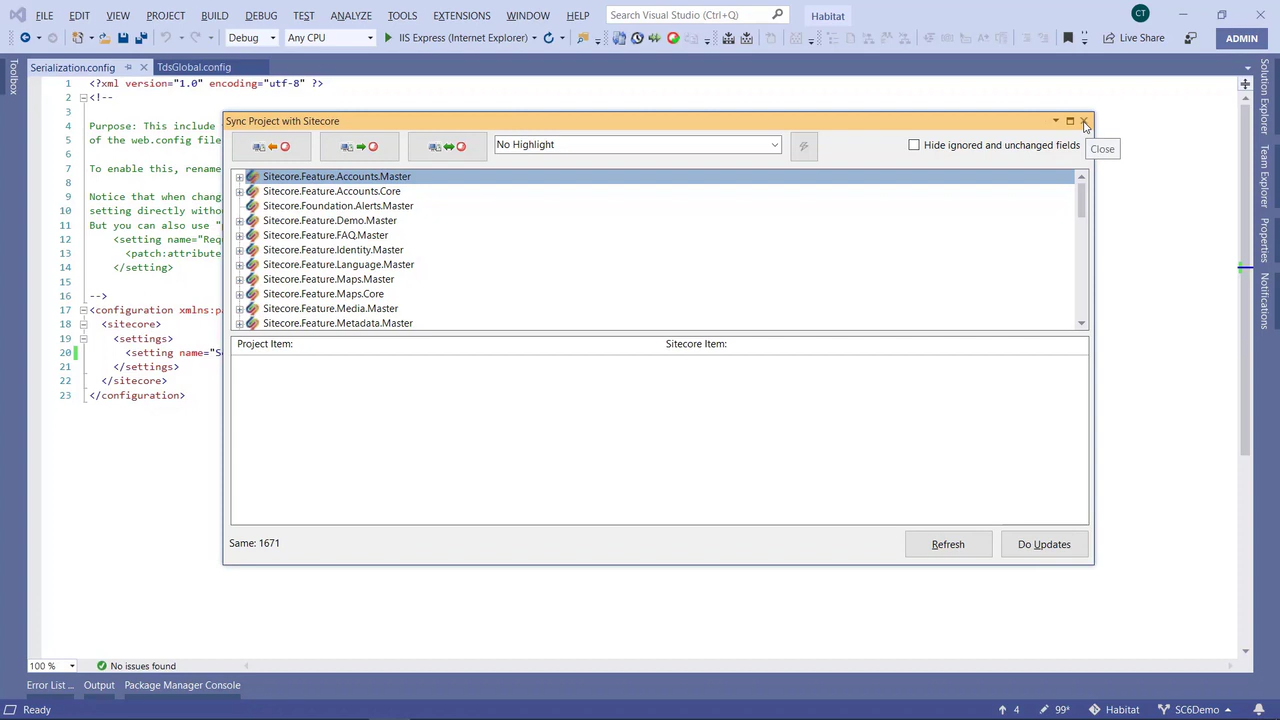 FILE EDIT VIEW PROJECT BUILD DEBUG TEST ANALYZE TOOLS EXTENSIONS WINDOW HELP Search Visual Studio (Ctrl+Q) Habitat CT
Debug Any CPU IIS Express (Internet Explorer) Live Share ADMIN
Toolbox
Serialization.config TdsGlobal.config
1 <?xml version="1.0" encoding="utf-8" ?>
2 <!--
3
4 Purpose: This include
5 of the web.config file
6
7 To enable this, rename
8
9 Notice that when chang
10 setting directly withou
11 But you can also use "p
12 <setting name="Req
13 <patch:attribute
14 </setting>
15
16 -->
17 <configuration xmlns:pa
18 <sitecore>
19 <settings>
20 <setting name="S
21 </settings>
22 </sitecore>
23 </configuration>
Sync Project with Sitecore
No Highlight Hide ignored and unchanged fields
Close
Sitecore.Feature.Accounts.Master
Sitecore.Feature.Accounts.Core
Sitecore.Foundation.Alerts.Master
Sitecore.Feature.Demo.Master
Sitecore.Feature.FAQ.Master
Sitecore.Feature.Identity.Master
Sitecore.Feature.Language.Master
Sitecore.Feature.Maps.Master
Sitecore.Feature.Maps.Core
Sitecore.Feature.Media.Master
Sitecore.Feature.Metadata.Master
Project Item: Sitecore Item:
Same: 1671 Refresh Do Updates
Solution Explorer
Team Explorer
Properties
Notifications
100 % No issues found
Error List ... Output Package Manager Console
Ready 4 99* Habitat SC6Demo